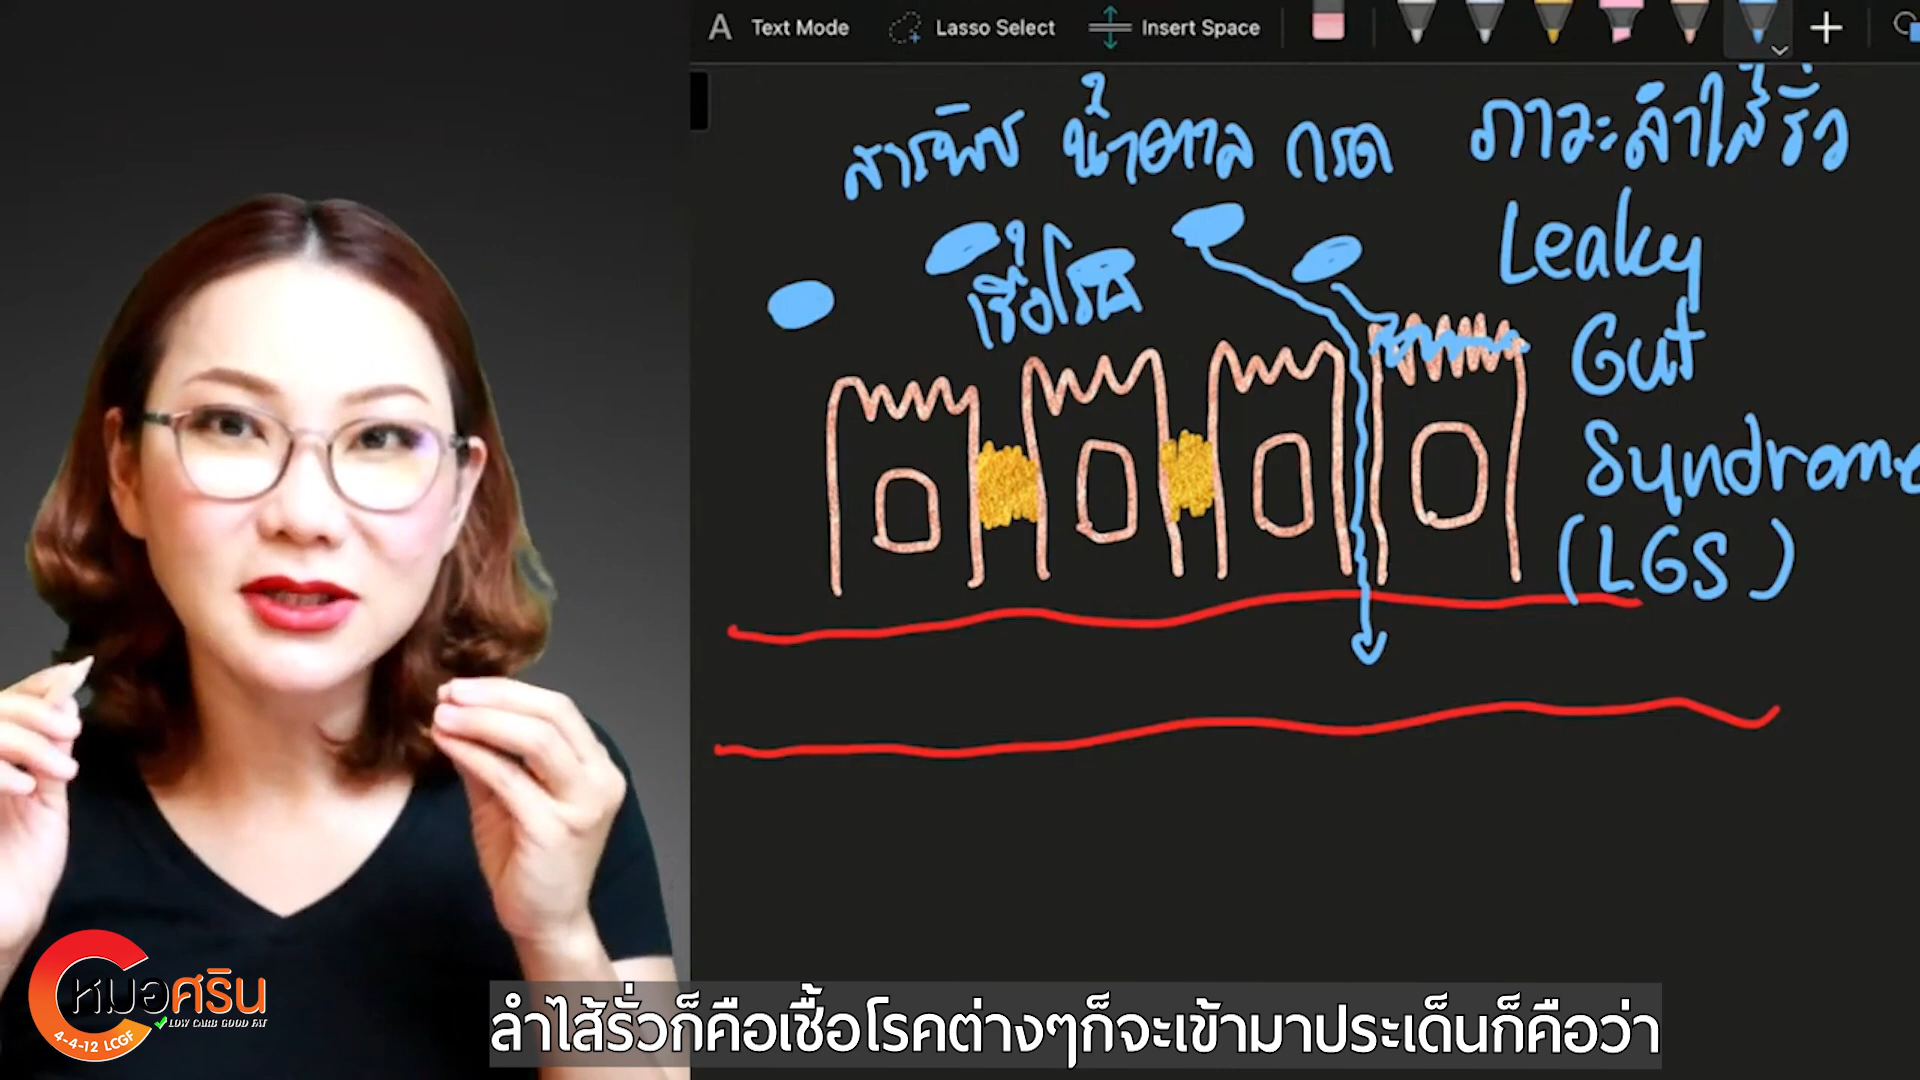 Text Mode Lasso Select Insert Space
สารพิษ น้ำตาล กรด ภาวะลำไส้รั่ว
เชื้อโรค
Leaky
Gut
Syndrome
(LGS)
หมอศริน
LOW CARB GOOD FAT
4-4-12 LCGF
ลำไส้รั่วก็คือเชื้อโรคต่างๆก็จะเข้ามาประเด็นก็คือว่า